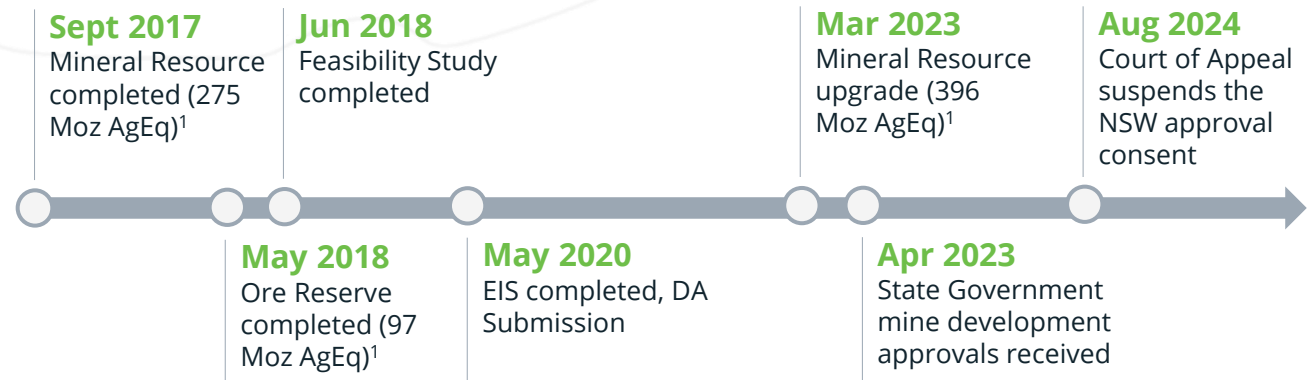 Sept 2017
Mineral Resource
completed (275
Moz AgEq)1
Jun 2018
Feasibility Study
completed
Mar 2023
Mineral Resource
upgrade (396
Moz AgEq)1
Aug 2024
Court of Appeal
suspends the
NSW approval
consent
May 2018
Ore Reserve
completed (97
Moz AgEq)1
May 2020
EIS completed, DA
Submission
Apr 2023
State Government
mine development
approvals received